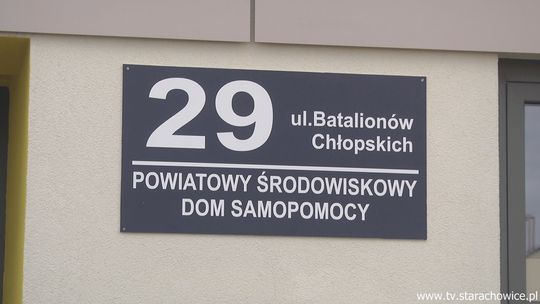 29 ul.Batalionów
Chłopskich
POWIATOWY ŚRODOWISKOWY
DOM SAMOPOMOCY
www.tv.starachowice.pl